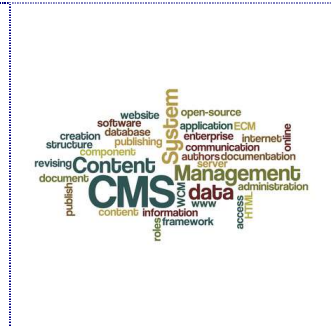 website
System
open-source
software
application ECM
creation
database
enterprise
internet
online
structure
publishing
communication
component
authors documentation
revising
Content
server
Management
document
CMS
WCM
data
administration
publish
www
access
HTML
content
information
roles
framework